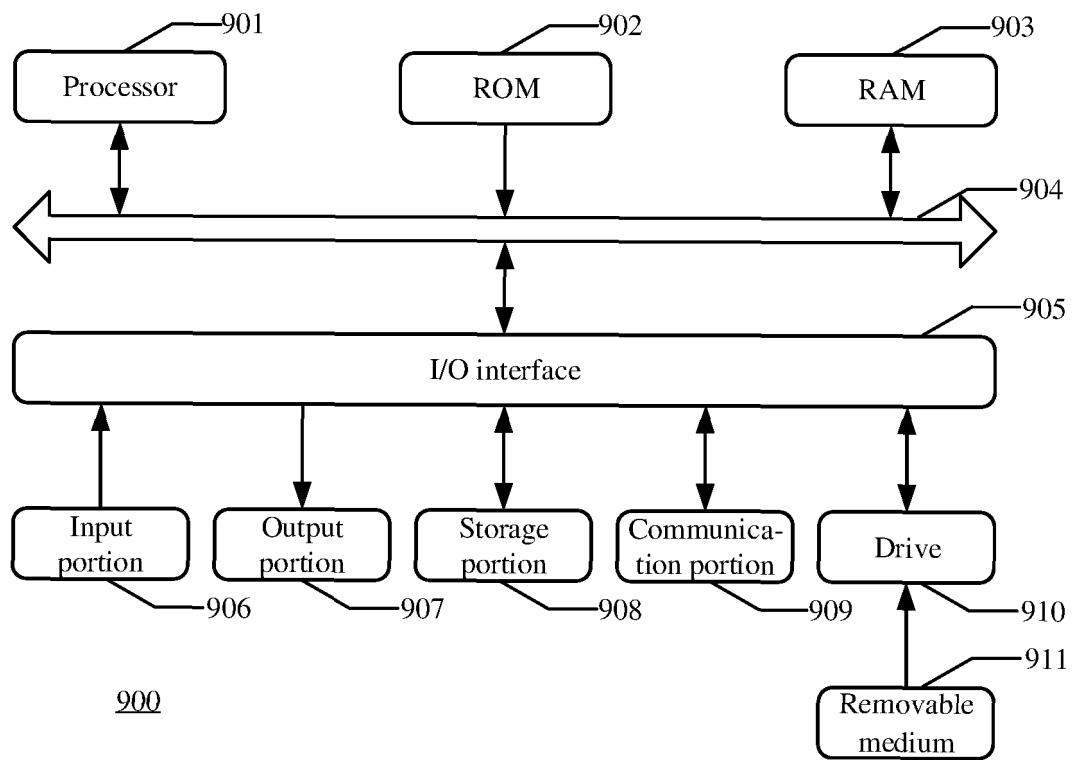 901
902
903
Processor
ROM
RAM
904
905
I/O interface
Input
portion
Output
portion
Storage
portion
Communica-
tion portion
Drive
906
907
908
909
910
911
900
Removable
medium